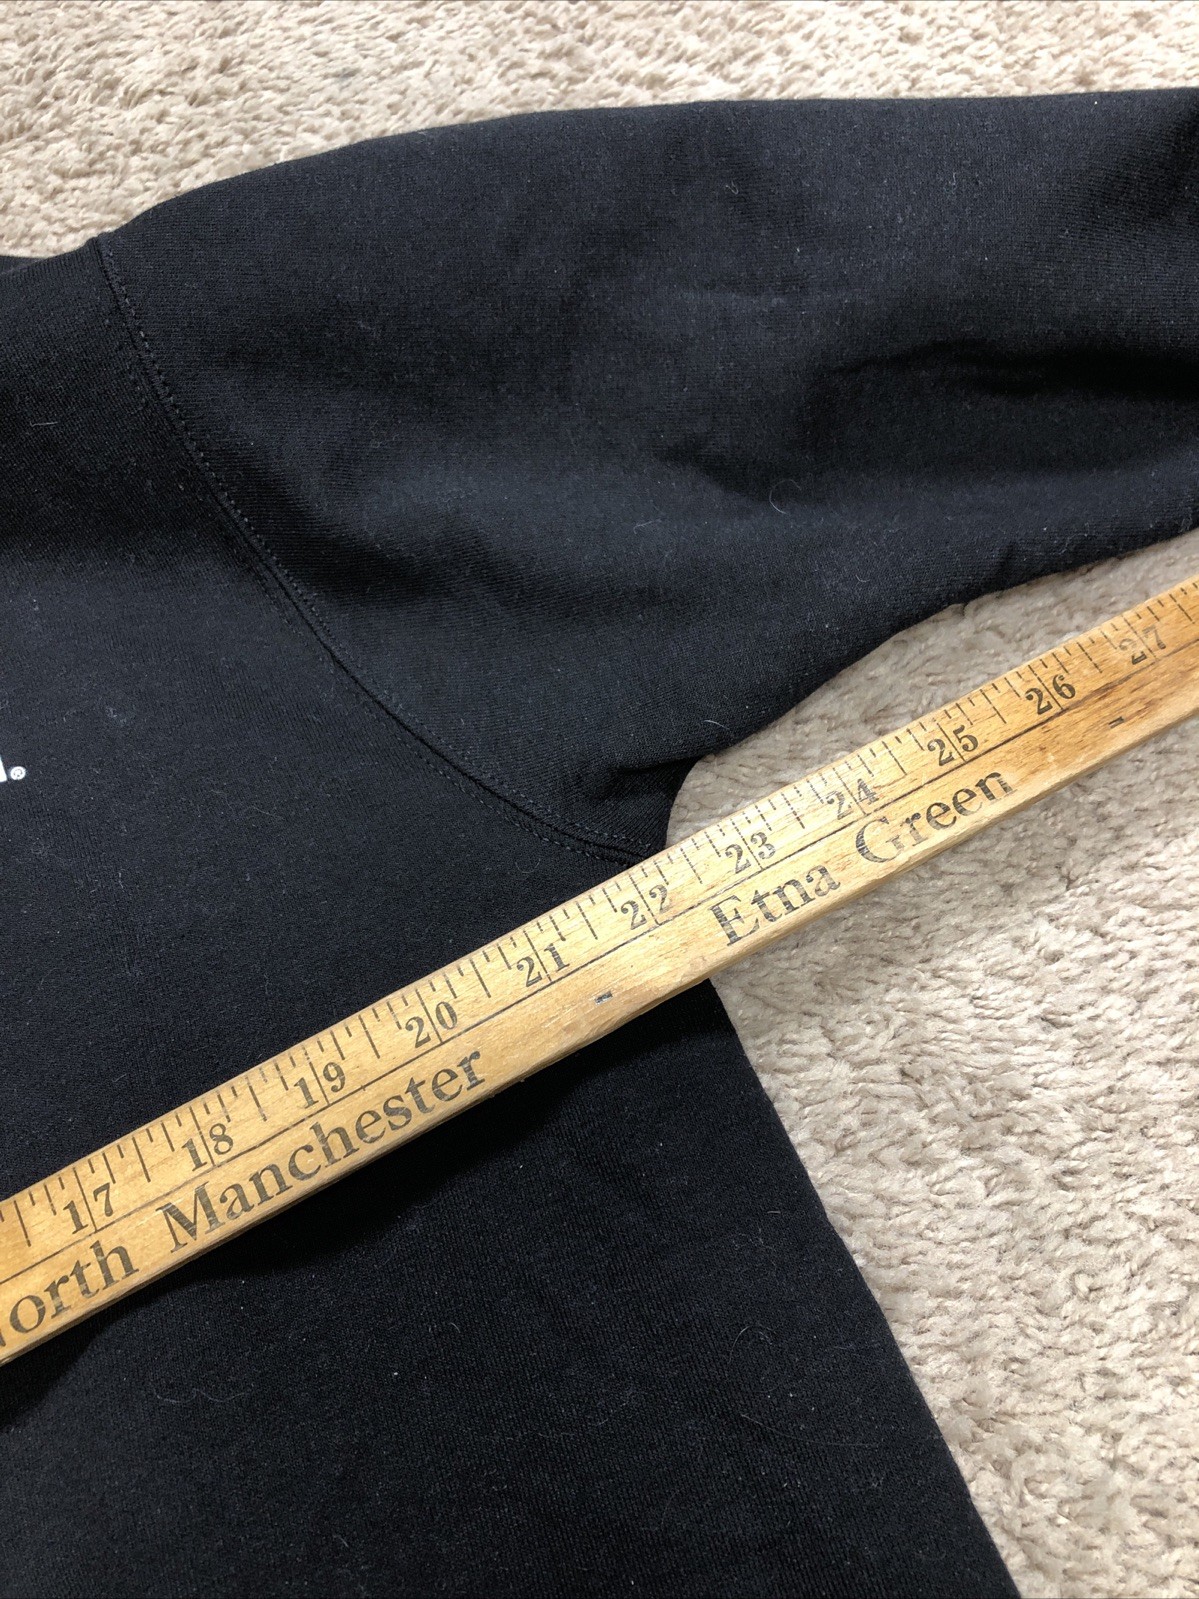 ®
17 18 19 20 21 22 23 24 25 26 27
orth Manchester Etna Green